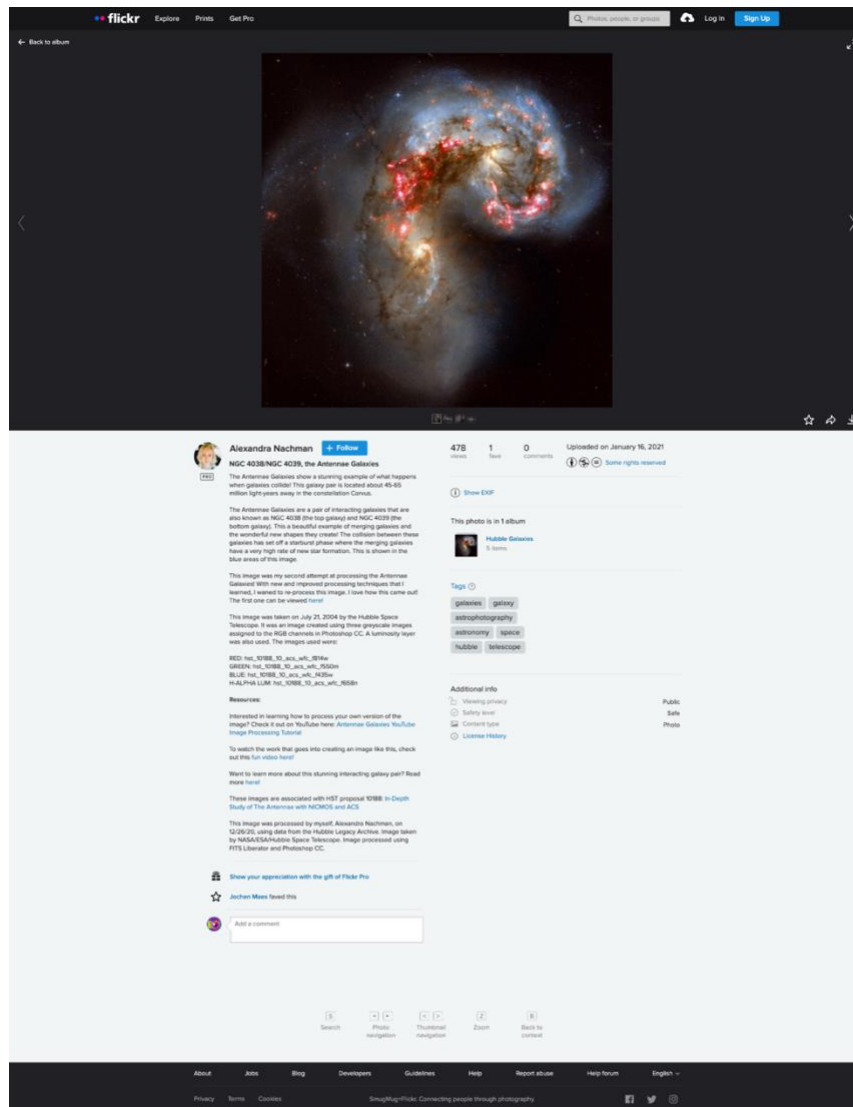 flickr Explore Prints Get Pro Photos, people, or groups Log In Sign Up
Back to album
Alexandra Nachman + Follow
PRO
NGC 4038/NGC 4039, the Antennae Galaxies
The Antennae Galaxies show a stunning example of what happens
when galaxies collide! This galaxy pair is located about 45-65
million light-years away in the constellation Corvus.
The Antennae Galaxies are a pair of interacting galaxies that are
also known as NGC 4038 (the top galaxy) and NGC 4039 (the
bottom galaxy). This a beautiful example of merging galaxies and
the wonderful new shapes they create! The collision between these
galaxies has set off a starburst phase where the merging galaxies
have a very high rate of new star formation. This is shown in the
blue areas of this image.
This image was my second attempt at processing the Antennae
Galaxies! With new and improved processing techniques that I
learned, I waned to re-process this image. I love how this came out!
The first one can be viewed here!
This image was taken on July 21, 2004 by the Hubble Space
Telescope. It was an image created using three greyscale images
assigned to the RGB channels in Photoshop CC. A luminosity layer
was also used. The images used were:
RED: hst_10188_10_acs_wfc_f814w
GREEN: hst_10188_10_acs_wfc_f550m
BLUE: hst_10188_10_acs_wfc_f435w
H-ALPHA LUM: hst_10188_10_acs_wfc_f658n
Resources:
Interested in learning how to process your own version of the
image? Check it out on YouTube here: Antennae Galaxies YouTube
Image Processing Tutorial
To watch the work that goes into creating an image like this, check
out this fun video here!
Want to learn more about this stunning interacting galaxy pair? Read
more here!
These images are associated with HST proposal 10188: In-Depth
Study of The Antennae with NICMOS and ACS
This image was processed by myself, Alexandra Nachman, on
12/26/20, using data from the Hubble Legacy Archive. Image taken
by NASA/ESA/Hubble Space Telescope. Image processed using
FITS Liberator and Photoshop CC.
Show your appreciation with the gift of Flickr Pro
Jochen Maes faved this
Add a comment
478 1 0 Uploaded on January 16, 2021
views fave comments Some rights reserved
Show EXIF
This photo is in 1 album
Hubble Galaxies
5 items
Tags
galaxies galaxy
astrophotography
astronomy space
hubble telescope
Additional info
Viewing privacy Public
Safety level Safe
Content type Photo
License History
S Z B
Search Photo Thumbnail Zoom Back to
navigation navigation context
About Jobs Blog Developers Guidelines Help Report abuse Help forum English
Privacy Terms Cookies SmugMug+Flickr. Connecting people through photography.